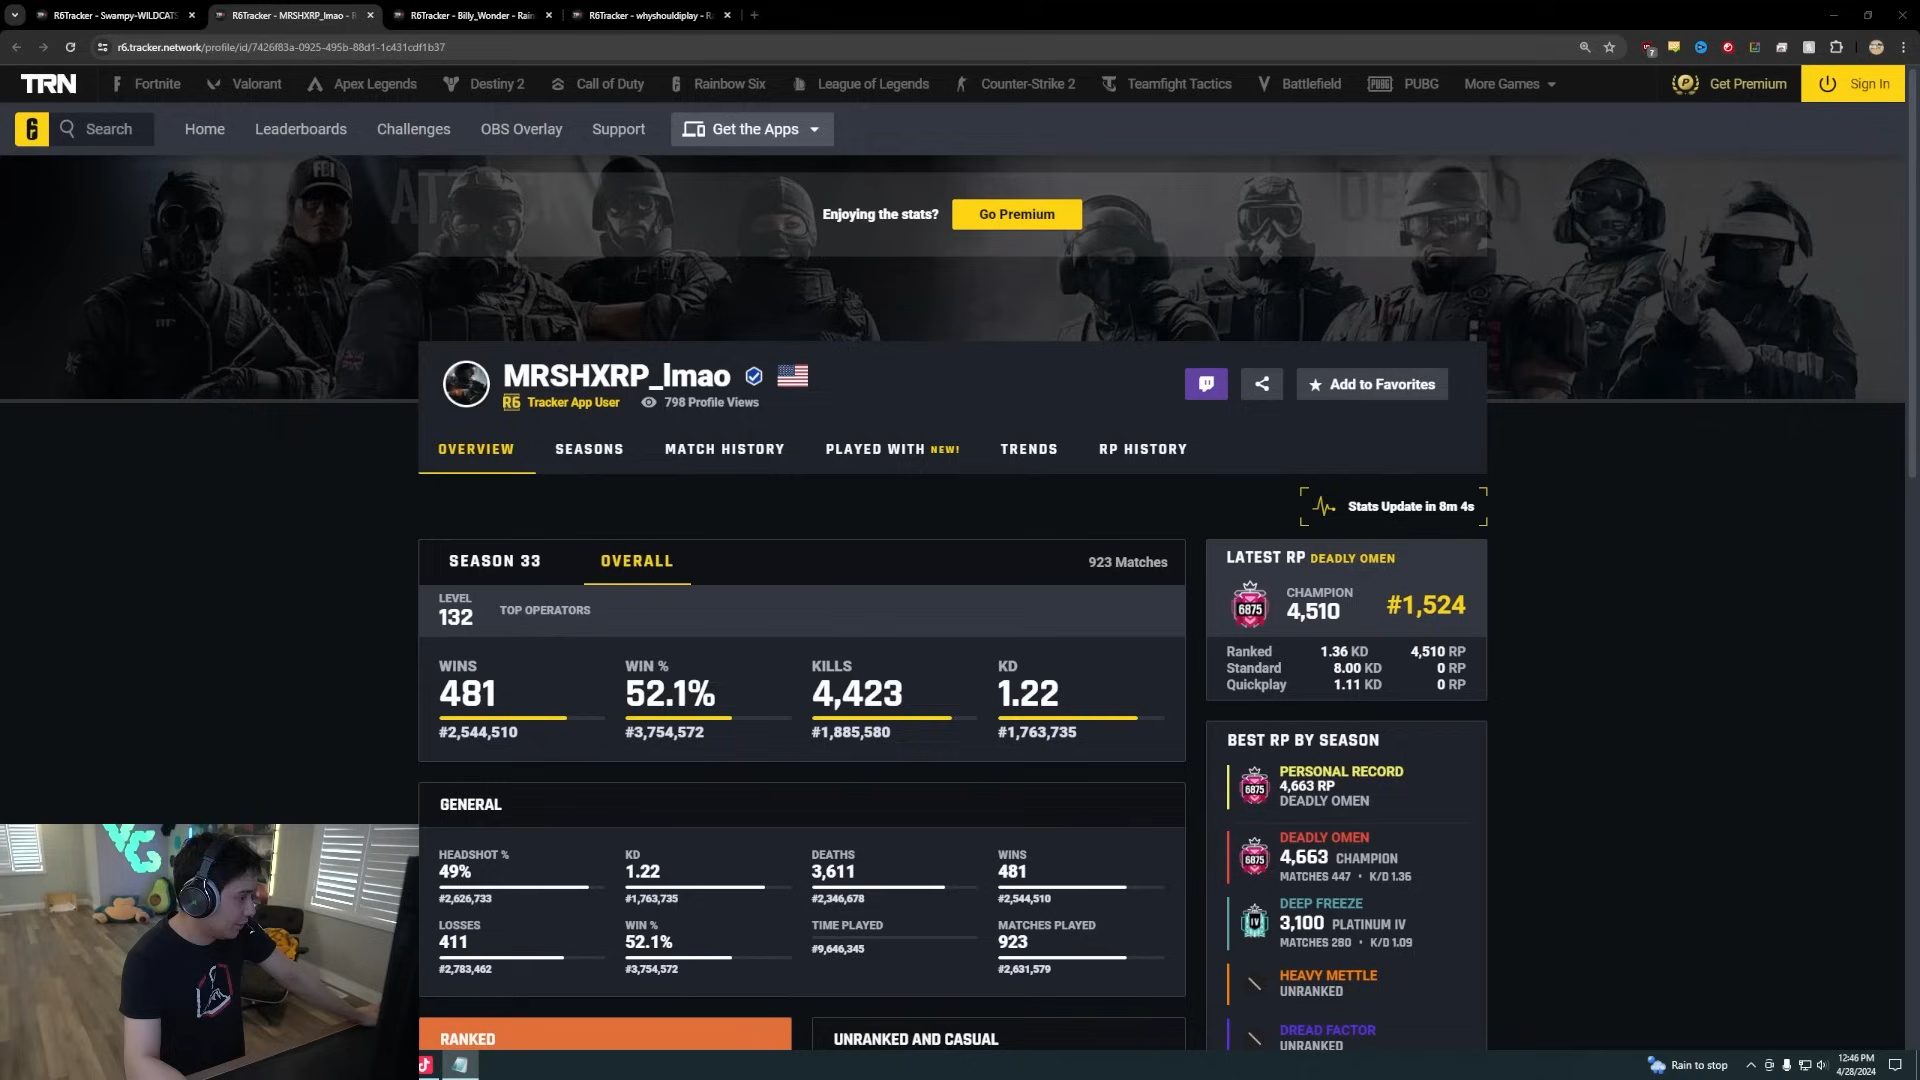 R6Tracker - Swampy-WILDCATS
R6Tracker - MRSHXRP_lmao - R
R6Tracker - Billy_Wonder - Rain
R6Tracker - whyshouldiplay - Ra
r6.tracker.network/profile/id/7426f83a-0925-495b-88d1-1c431cdf1b37
7
TRN
Fortnite
Valorant
Apex Legends
Destiny 2
Call of Duty
Rainbow Six
League of Legends
Counter-Strike 2
Teamfight Tactics
Battlefield
PUBG
PUBG
More Games
Get Premium
Sign In
6
Search
Home
Leaderboards
Challenges
OBS Overlay
Support
Get the Apps
FBI
Enjoying the stats?
Go Premium
MRSHXRP_lmao
R6 Tracker App User
798 Profile Views
Add to Favorites
OVERVIEW
SEASONS
MATCH HISTORY
PLAYED WITH NEW!
TRENDS
RP HISTORY
Stats Update in 8m 4s
SEASON 33
OVERALL
923 Matches
LEVEL
132
TOP OPERATORS
WINS
481
#2,544,510
WIN %
52.1%
#3,754,572
KILLS
4,423
#1,885,580
KD
1.22
#1,763,735
GENERAL
HEADSHOT %
49%
#2,626,733
KD
1.22
#1,763,735
DEATHS
3,611
#2,346,678
WINS
481
#2,544,510
LOSSES
411
#2,783,462
WIN %
52.1%
#3,754,572
TIME PLAYED
#9,646,345
MATCHES PLAYED
923
#2,631,579
RANKED
UNRANKED AND CASUAL
LATEST RP DEADLY OMEN
6875
CHAMPION
4,510
#1,524
Ranked 1.36 KD 4,510 RP
Standard 8.00 KD 0 RP
Quickplay 1.11 KD 0 RP
BEST RP BY SEASON
6875
PERSONAL RECORD
4,663 RP
DEADLY OMEN
6875
DEADLY OMEN
4,663 CHAMPION
MATCHES 447 • K/D 1.36
IV
DEEP FREEZE
3,100 PLATINUM IV
MATCHES 280 • K/D 1.09
HEAVY METTLE
UNRANKED
DREAD FACTOR
UNRANKED
Rain to stop
12:46 PM
4/28/2024